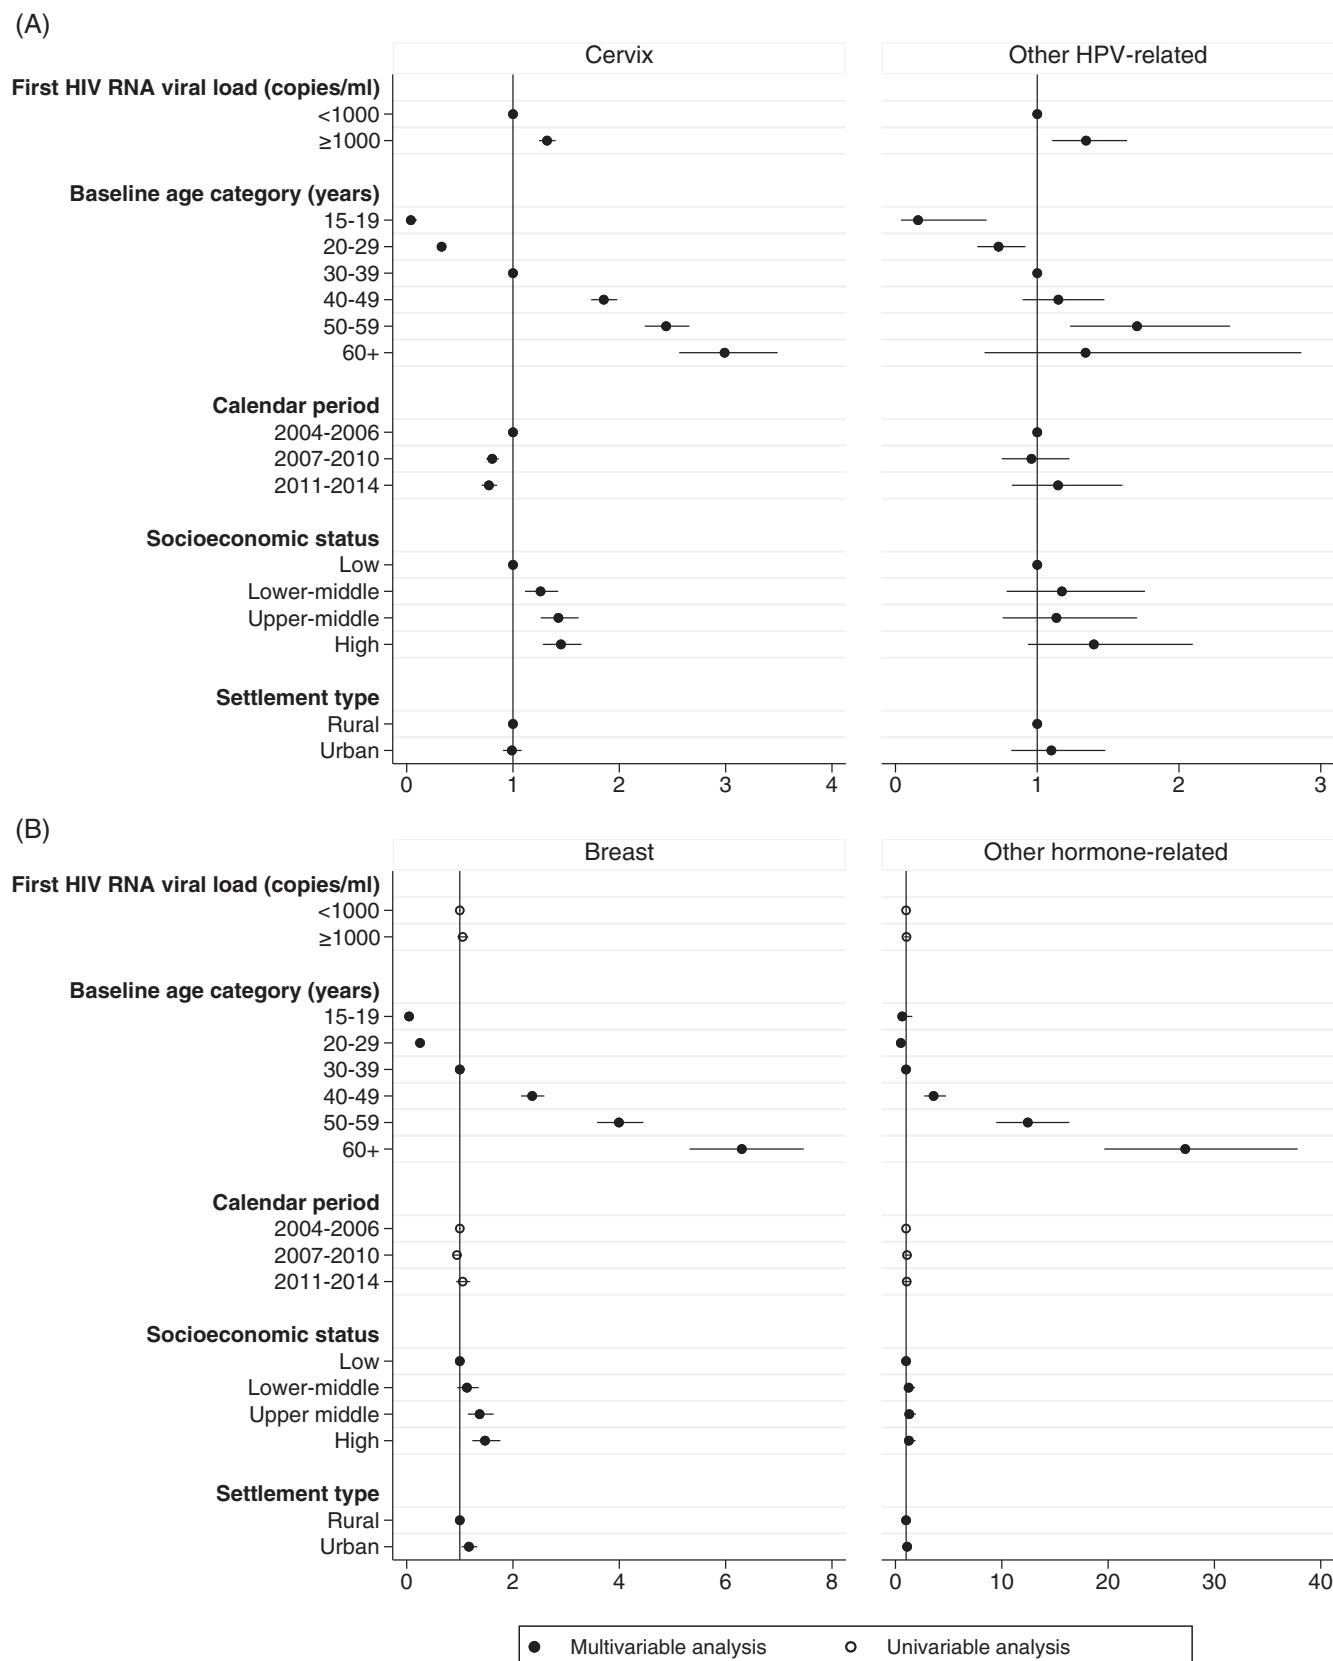 (A)
Cervix Other HPV-related
First HIV RNA viral load (copies/ml)
<1000
≥1000
Baseline age category (years)
15-19
20-29
30-39
40-49
50-59
60+
Calendar period
2004-2006
2007-2010
2011-2014
Socioeconomic status
Low
Lower-middle
Upper-middle
High
Settlement type
Rural
Urban
0 1 2 3 4 0 1 2 3
(B)
Breast Other hormone-related
First HIV RNA viral load (copies/ml)
<1000
≥1000
Baseline age category (years)
15-19
20-29
30-39
40-49
50-59
60+
Calendar period
2004-2006
2007-2010
2011-2014
Socioeconomic status
Low
Lower-middle
Upper middle
High
Settlement type
Rural
Urban
0 2 4 6 8 0 10 20 30 40
Multivariable analysis Univariable analysis